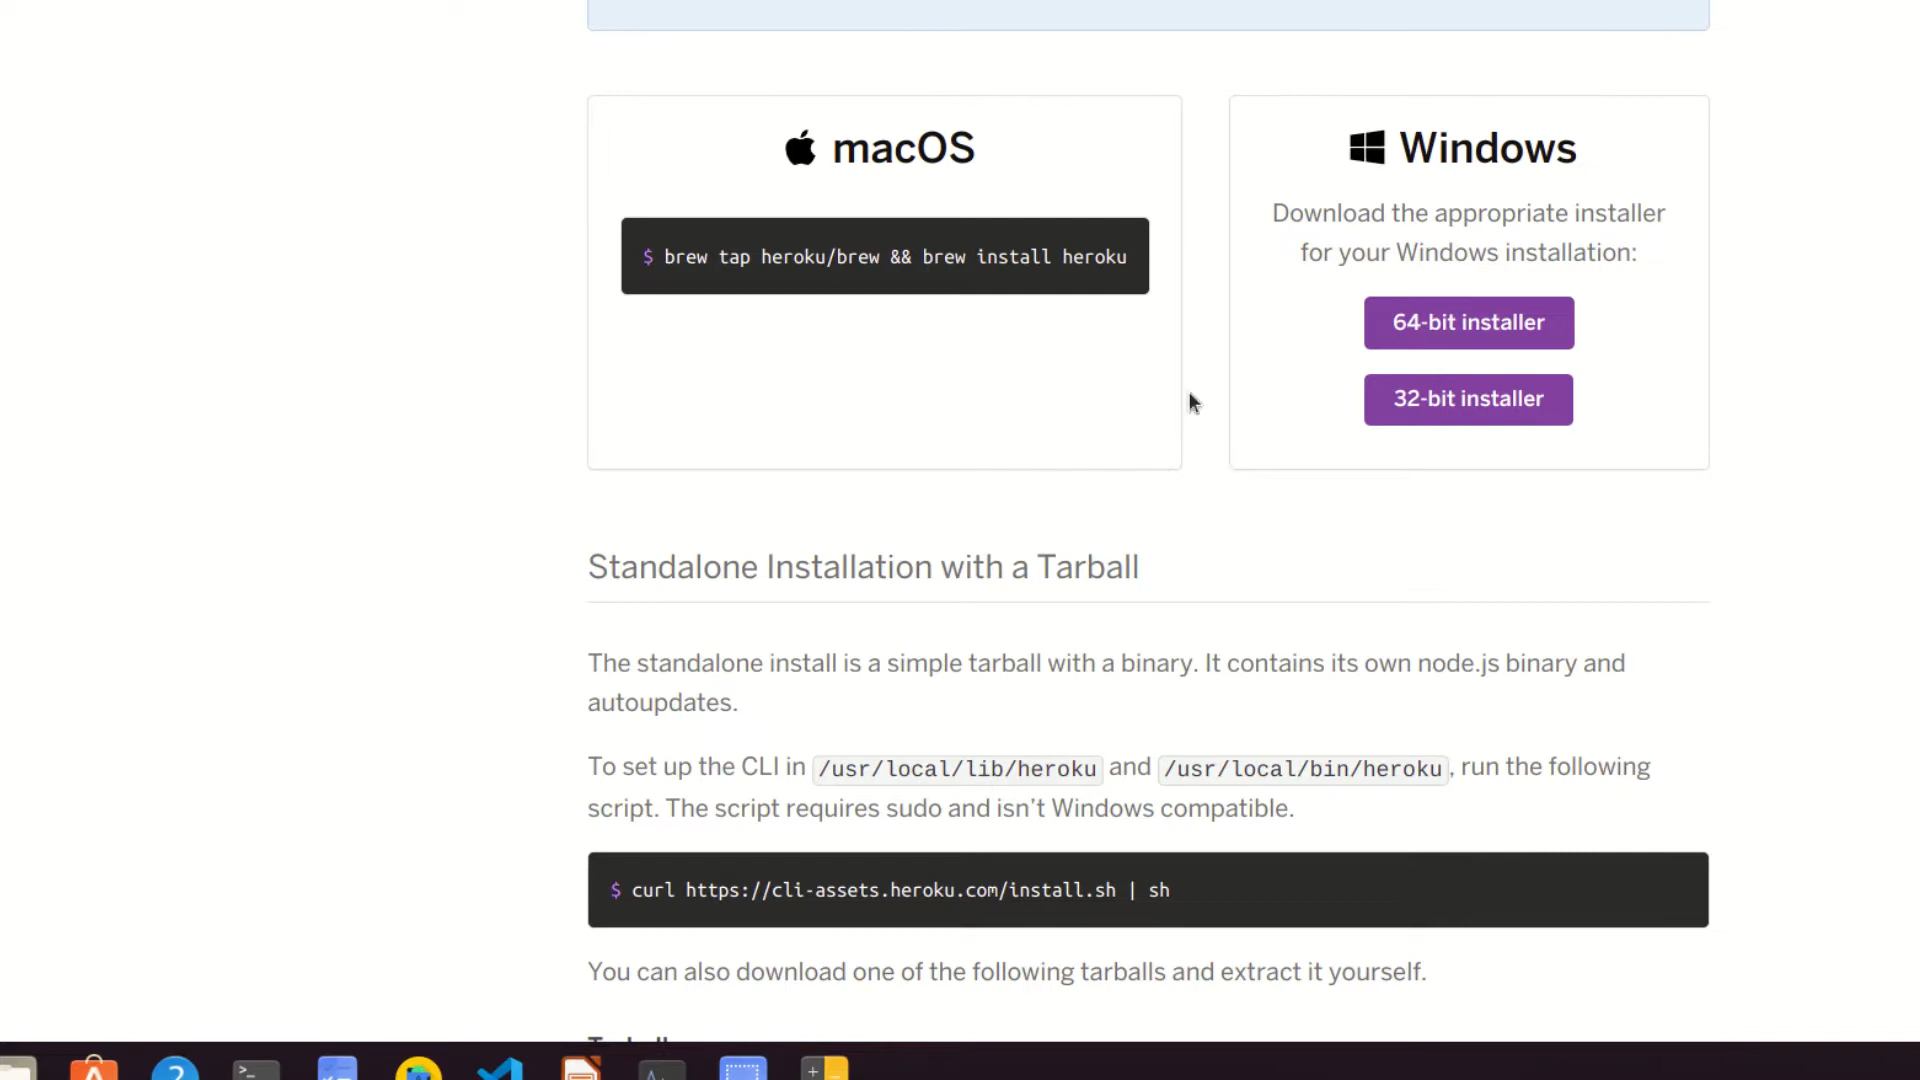 macOS
$ brew tap heroku/brew && brew install heroku
Windows
Download the appropriate installer
for your Windows installation:
64-bit installer
32-bit installer
Standalone Installation with a Tarball
The standalone install is a simple tarball with a binary. It contains its own node.js binary and
autoupdates.
To set up the CLI in /usr/local/lib/heroku and /usr/local/bin/heroku, run the following
script. The script requires sudo and isn’t Windows compatible.
$ curl https://cli-assets.heroku.com/install.sh | sh
You can also download one of the following tarballs and extract it yourself.